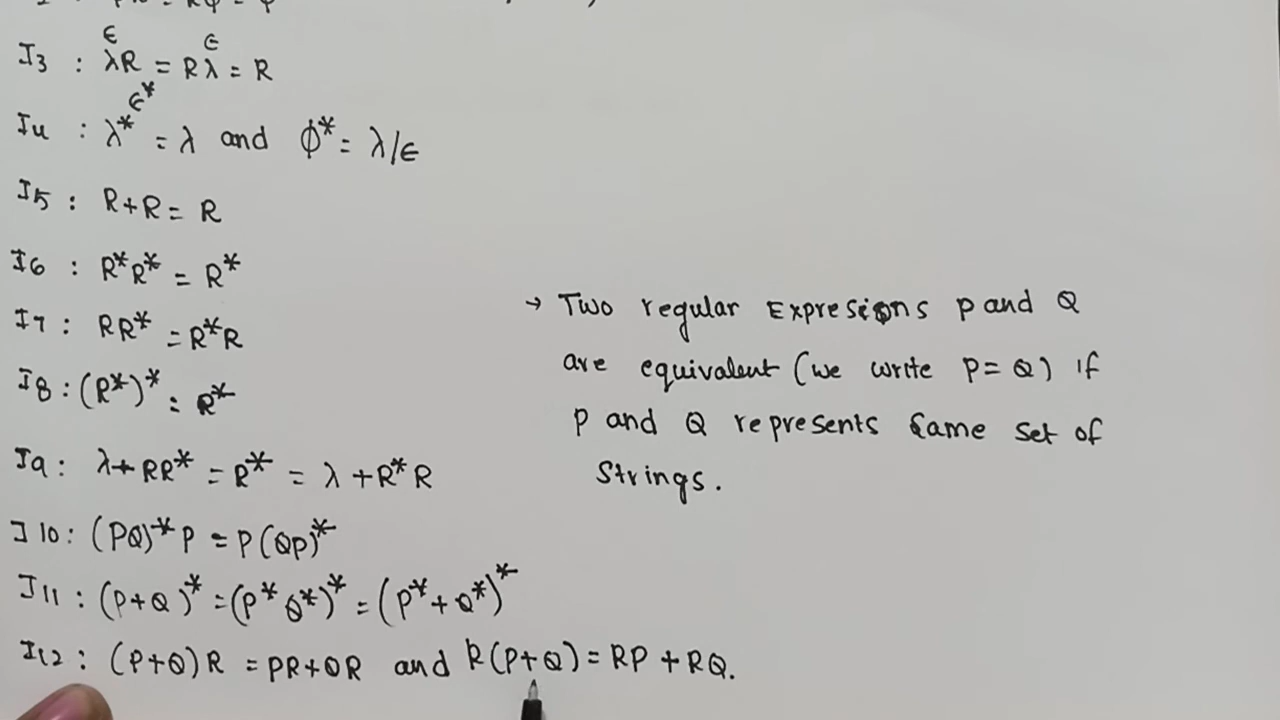 I3 : λR = Rλ = R
ϵ ϵ
I4 : λ* = λ and ϕ* = λ/ϵ
ϵ*
I5 : R+R = R
I6 : R*R* = R*
I7 : RR* = R*R
I8 : (R*)* = R*
I9 : λ+RR* = R* = λ+R*R
I10 : (PQ)*P = P(QP)*
I11 : (P+Q)* = (P*Q*)* = (P*+Q*)*
I12 : (P+Q)R = PR+QR and R(P+Q) = RP+RQ.
→ Two regular Expresions P and Q
are equivalent (we write P=Q) if
P and Q represents Same set of
Strings.